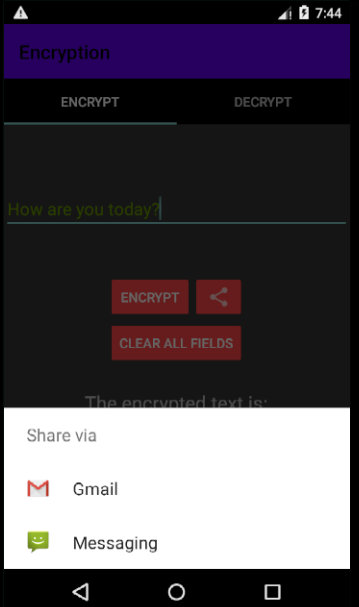 7:44
Encryption
ENCRYPT DECRYPT
How are you today?
ENCRYPT
CLEAR ALL FIELDS
The encrypted text is:
Share via
Gmail
Messaging